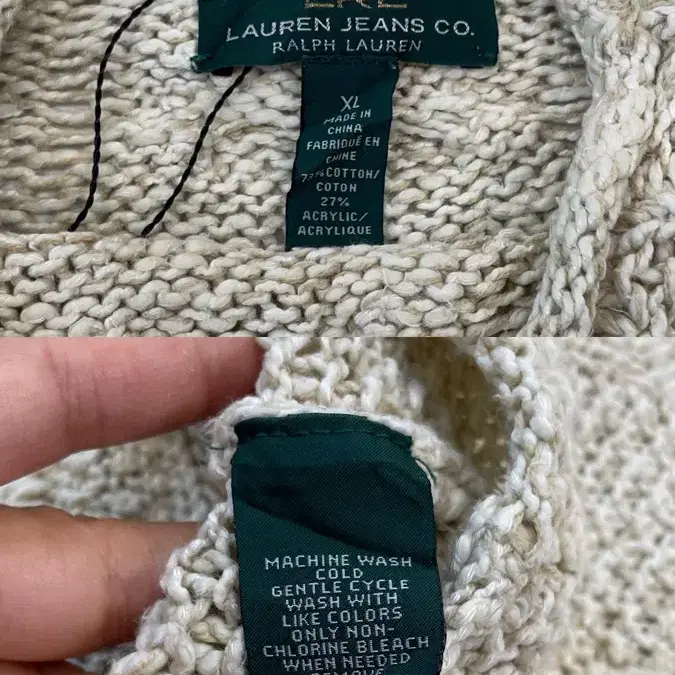 LAUREN JEANS CO.
RALPH LAUREN
XL
MADE IN
CHINA
FABRIQUÉ EN
CHINE
73% COTTON/
COTON
27%
ACRYLIC/
ACRYLIQUE
MACHINE WASH
COLD
GENTLE CYCLE
WASH WITH
LIKE COLORS
ONLY NON-
CHLORINE BLEACH
WHEN NEEDED